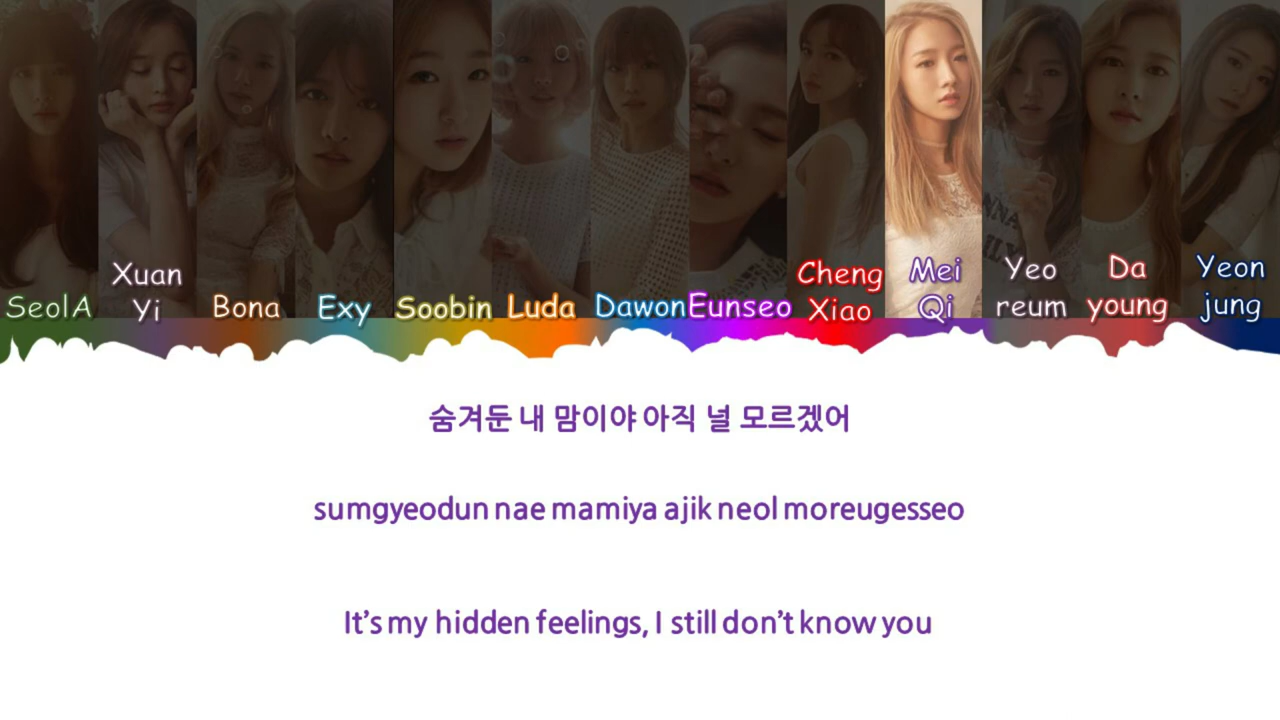 SeolA
Xuan
Yi
Bona
Exy
Soobin
Luda
Dawon
Eunseo
Cheng
Xiao
Mei
Qi
Yeo
reum
Da
young
Yeon
jung
숨겨둔 내 맘이야 아직 널 모르겠어
sumgyeodun nae mamiya ajik neol moreugesseo
It's my hidden feelings, I still don't know you